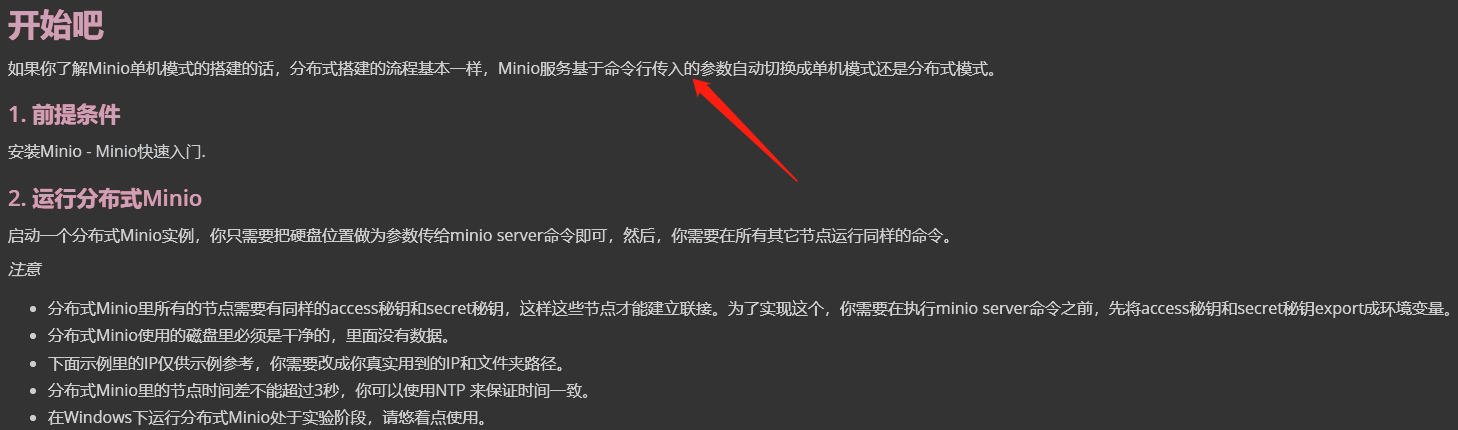 开始吧
如果你了解Minio单机模式的搭建的话，分布式搭建的流程基本一样，Minio服务基于命令行传入的参数自动切换成单机模式还是分布式模式。
1. 前提条件
安装Minio - Minio快速入门.
2. 运行分布式Minio
启动一个分布式Minio实例，你只需要把硬盘位置做为参数传给minio server命令即可，然后，你需要在所有其它节点运行同样的命令。
注意
• 分布式Minio里所有的节点需要有同样的access秘钥和secret秘钥，这样这些节点才能建立联接。为了实现这个，你需要在执行minio server命令之前，先将access秘钥和secret秘钥export成环境变量。
• 分布式Minio使用的磁盘里必须是干净的，里面没有数据。
• 下面示例里的IP仅供示例参考，你需要改成你真实用到的IP和文件夹路径。
• 分布式Minio里的节点时间差不能超过3秒，你可以使用NTP 来保证时间一致。
• 在Windows下运行分布式Minio处于实验阶段，请悠着点使用。